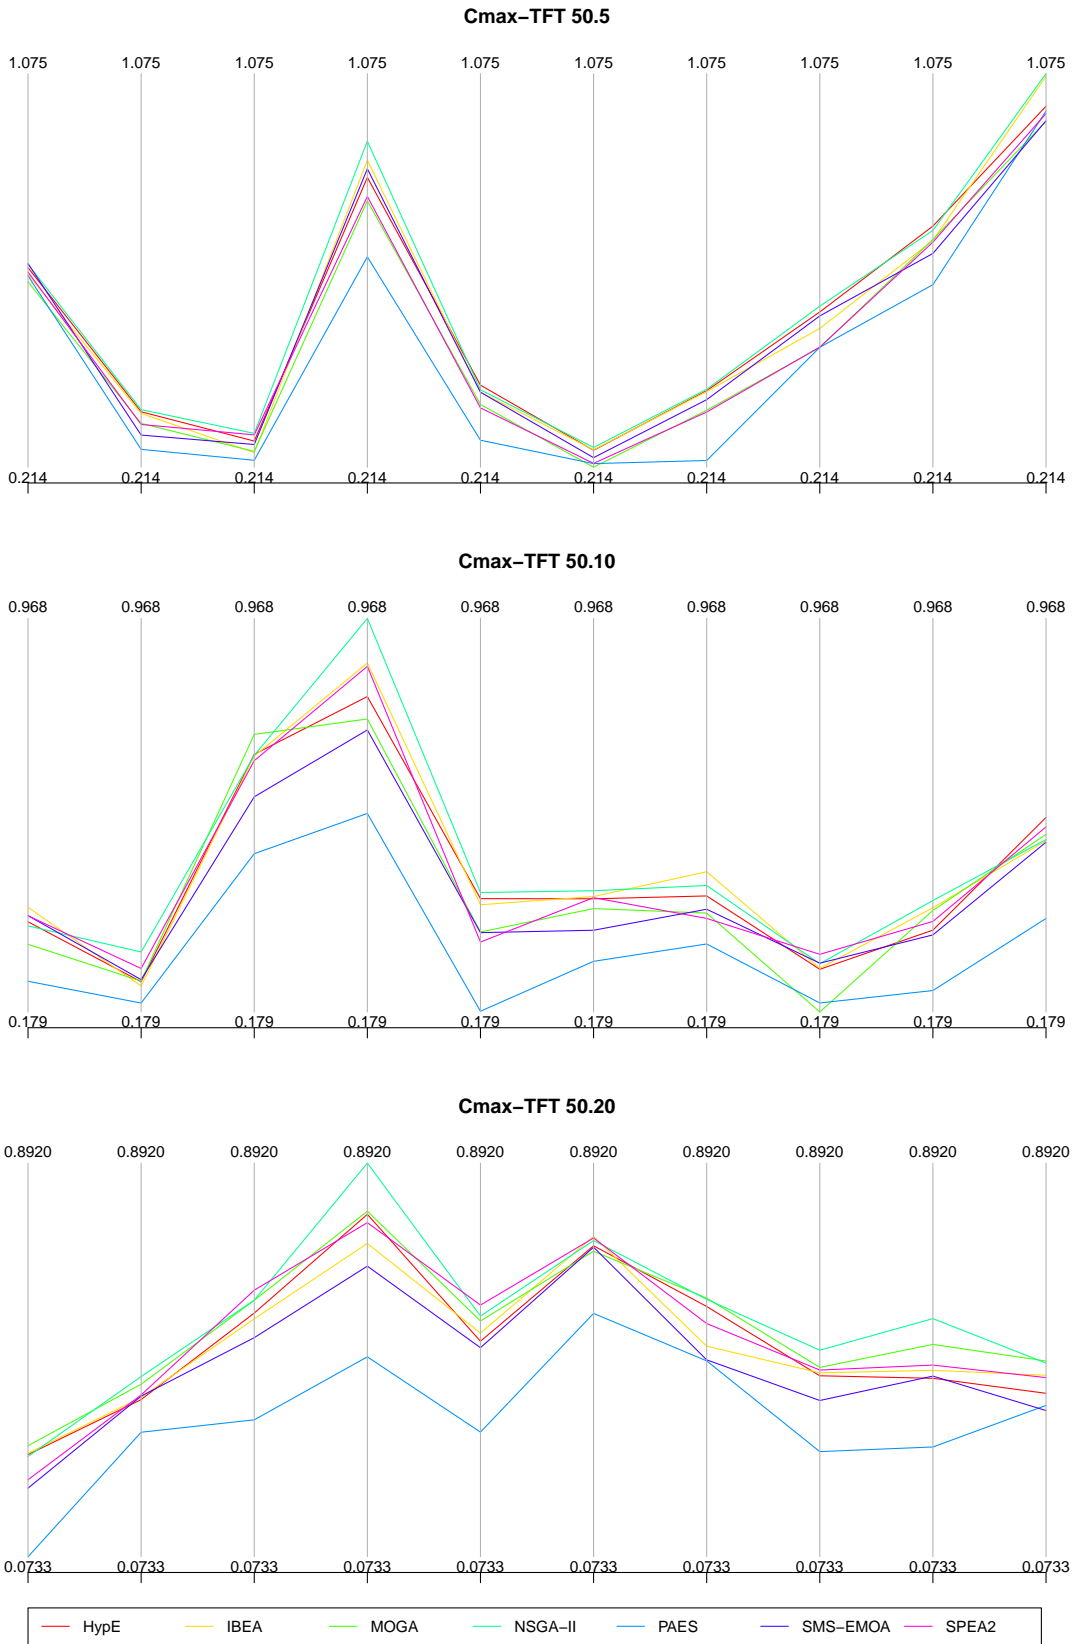 Cmax−TFT 50.5
1.075 1.075 1.075 1.075 1.075 1.075 1.075 1.075 1.075 1.075
0.214 0.214 0.214 0.214 0.214 0.214 0.214 0.214 0.214 0.214
Cmax−TFT 50.10
0.968 0.968 0.968 0.968 0.968 0.968 0.968 0.968 0.968 0.968
0.179 0.179 0.179 0.179 0.179 0.179 0.179 0.179 0.179 0.179
Cmax−TFT 50.20
0.8920 0.8920 0.8920 0.8920 0.8920 0.8920 0.8920 0.8920 0.8920 0.8920
0.0733 0.0733 0.0733 0.0733 0.0733 0.0733 0.0733 0.0733 0.0733 0.0733
HypE IBEA MOGA NSGA−II PAES SMS−EMOA SPEA2